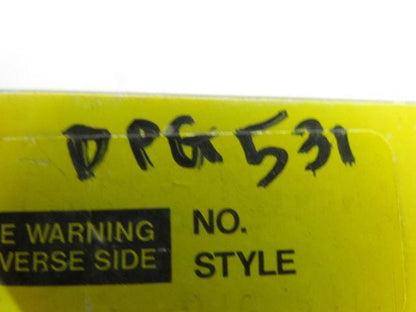 DPG531
E WARNING
VERSE SIDE
NO.
STYLE